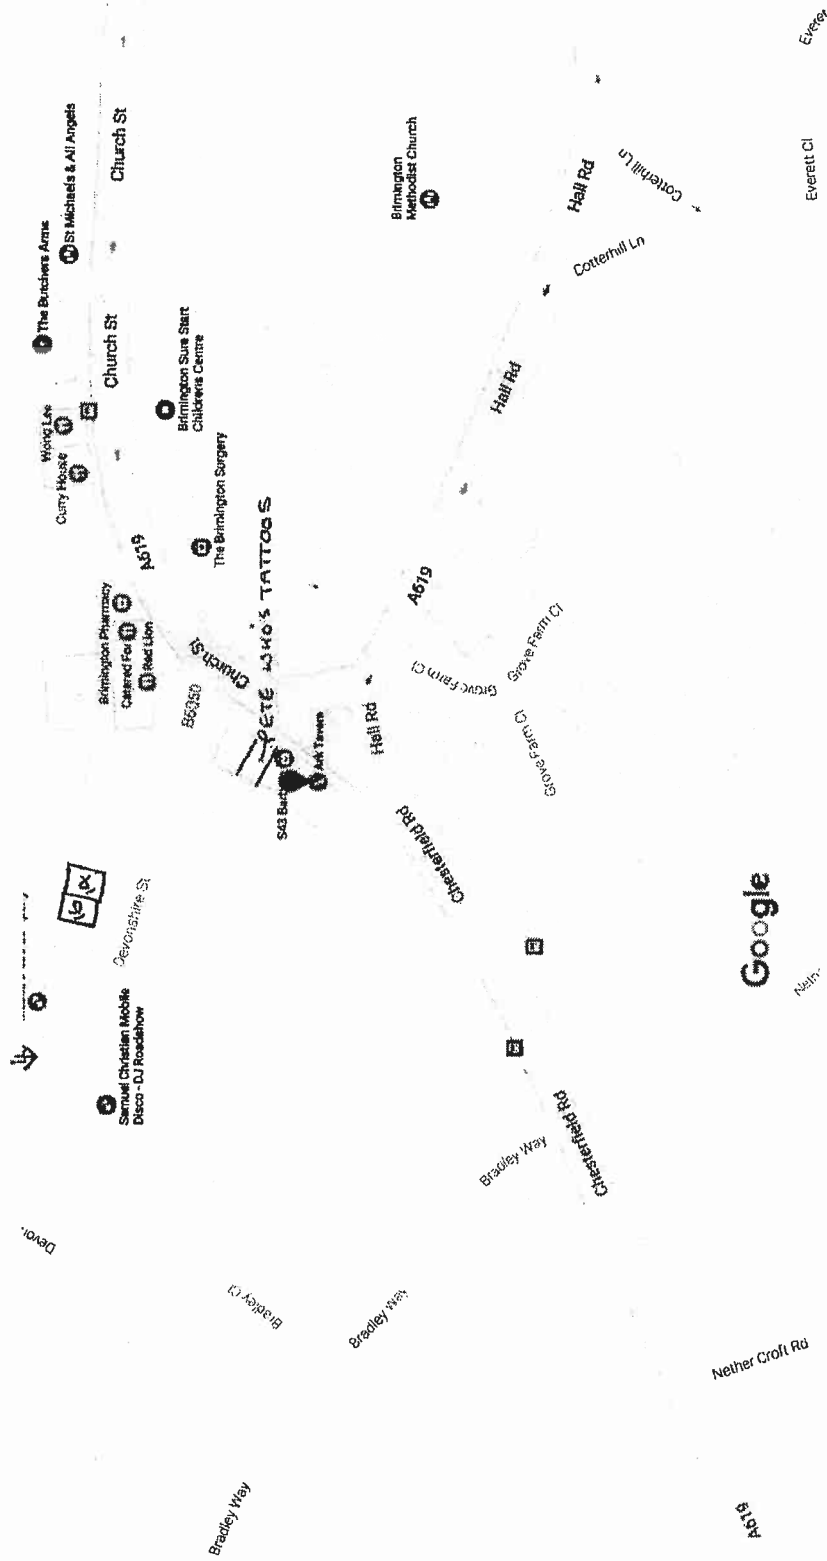 The Butchers Arms
St Michaels & All Angels
Church St
Church St
Wong Lee
Curry House
Brimington Sure Start
Childrens Centre
The Brimington Surgery
A619
Brimington
Methodist Church
Hall Rd
Cotterhill Ln
Cotterhill Ln
Everett Cl
Hall Rd
Brimington Pharmacy
Catered For
Red Lion
Church St
B6050
PETE WHO'S TATTOOS
A619
Grove Farm Cl
Grove Farm Cl
Grove Farm Cl
Hall Rd
Ark Tavern
S43
Chesterfield Rd
Devonshire St
Samuel Christian Mobile
Disco - DJ Roadshow
Google
Chesterfield Rd
Bradley Way
Bradley Cl
Bradley Way
Nether Croft Rd
Bradley Way
A619